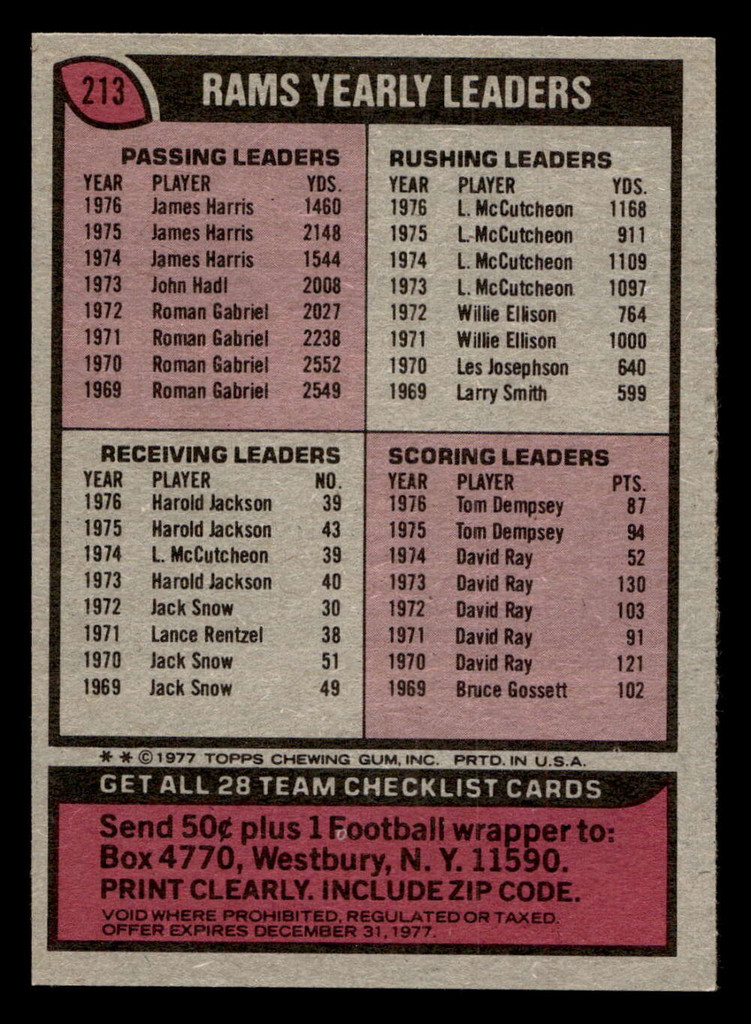 213
RAMS YEARLY LEADERS
PASSING LEADERS
YEAR PLAYER YDS.
1976 James Harris 1460
1975 James Harris 2148
1974 James Harris 1544
1973 John Hadl 2008
1972 Roman Gabriel 2027
1971 Roman Gabriel 2238
1970 Roman Gabriel 2552
1969 Roman Gabriel 2549
RUSHING LEADERS
YEAR PLAYER YDS.
1976 L. McCutcheon 1168
1975 L. McCutcheon 911
1974 L. McCutcheon 1109
1973 L. McCutcheon 1097
1972 Willie Ellison 764
1971 Willie Ellison 1000
1970 Les Josephson 640
1969 Larry Smith 599
RECEIVING LEADERS
YEAR PLAYER NO.
1976 Harold Jackson 39
1975 Harold Jackson 43
1974 L. McCutcheon 39
1973 Harold Jackson 40
1972 Jack Snow 30
1971 Lance Rentzel 38
1970 Jack Snow 51
1969 Jack Snow 49
SCORING LEADERS
YEAR PLAYER PTS.
1976 Tom Dempsey 87
1975 Tom Dempsey 94
1974 David Ray 52
1973 David Ray 130
1972 David Ray 103
1971 David Ray 91
1970 David Ray 121
1969 Bruce Gossett 102
* * © 1977 TOPPS CHEWING GUM, INC. PRTD. IN U.S.A.
GET ALL 28 TEAM CHECKLIST CARDS
Send 50¢ plus 1 Football wrapper to:
Box 4770, Westbury, N. Y. 11590.
PRINT CLEARLY. INCLUDE ZIP CODE.
VOID WHERE PROHIBITED, REGULATED OR TAXED.
OFFER EXPIRES DECEMBER 31, 1977.